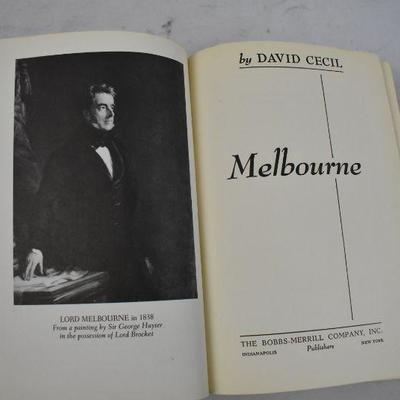 LORD MELBOURNE in 1838
From a painting by Sir George Hayter
in the possession of Lord Brocket
by DAVID CECIL
Melbourne
THE BOBBS-MERRILL COMPANY, INC.
INDIANAPOLIS Publishers NEW YORK